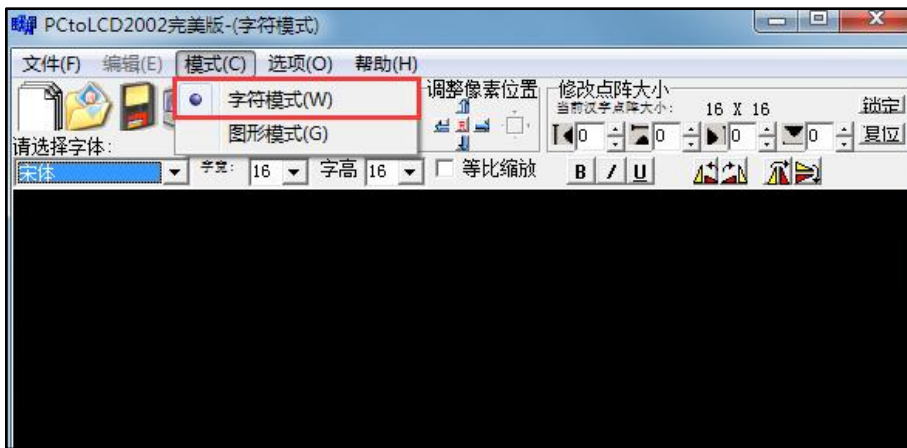 PCtoLCD2002完美版-(字符模式)
文件(F) 编辑(E) 模式(C) 选项(O) 帮助(H)
字符模式(W)
图形模式(G)
调整像素位置
修改点阵大小
当前汉字点阵大小: 16 X 16
锁定
0 0 0 0 复位
请选择字体:
宋体 字宽: 16 字高 16 等比缩放 B I U